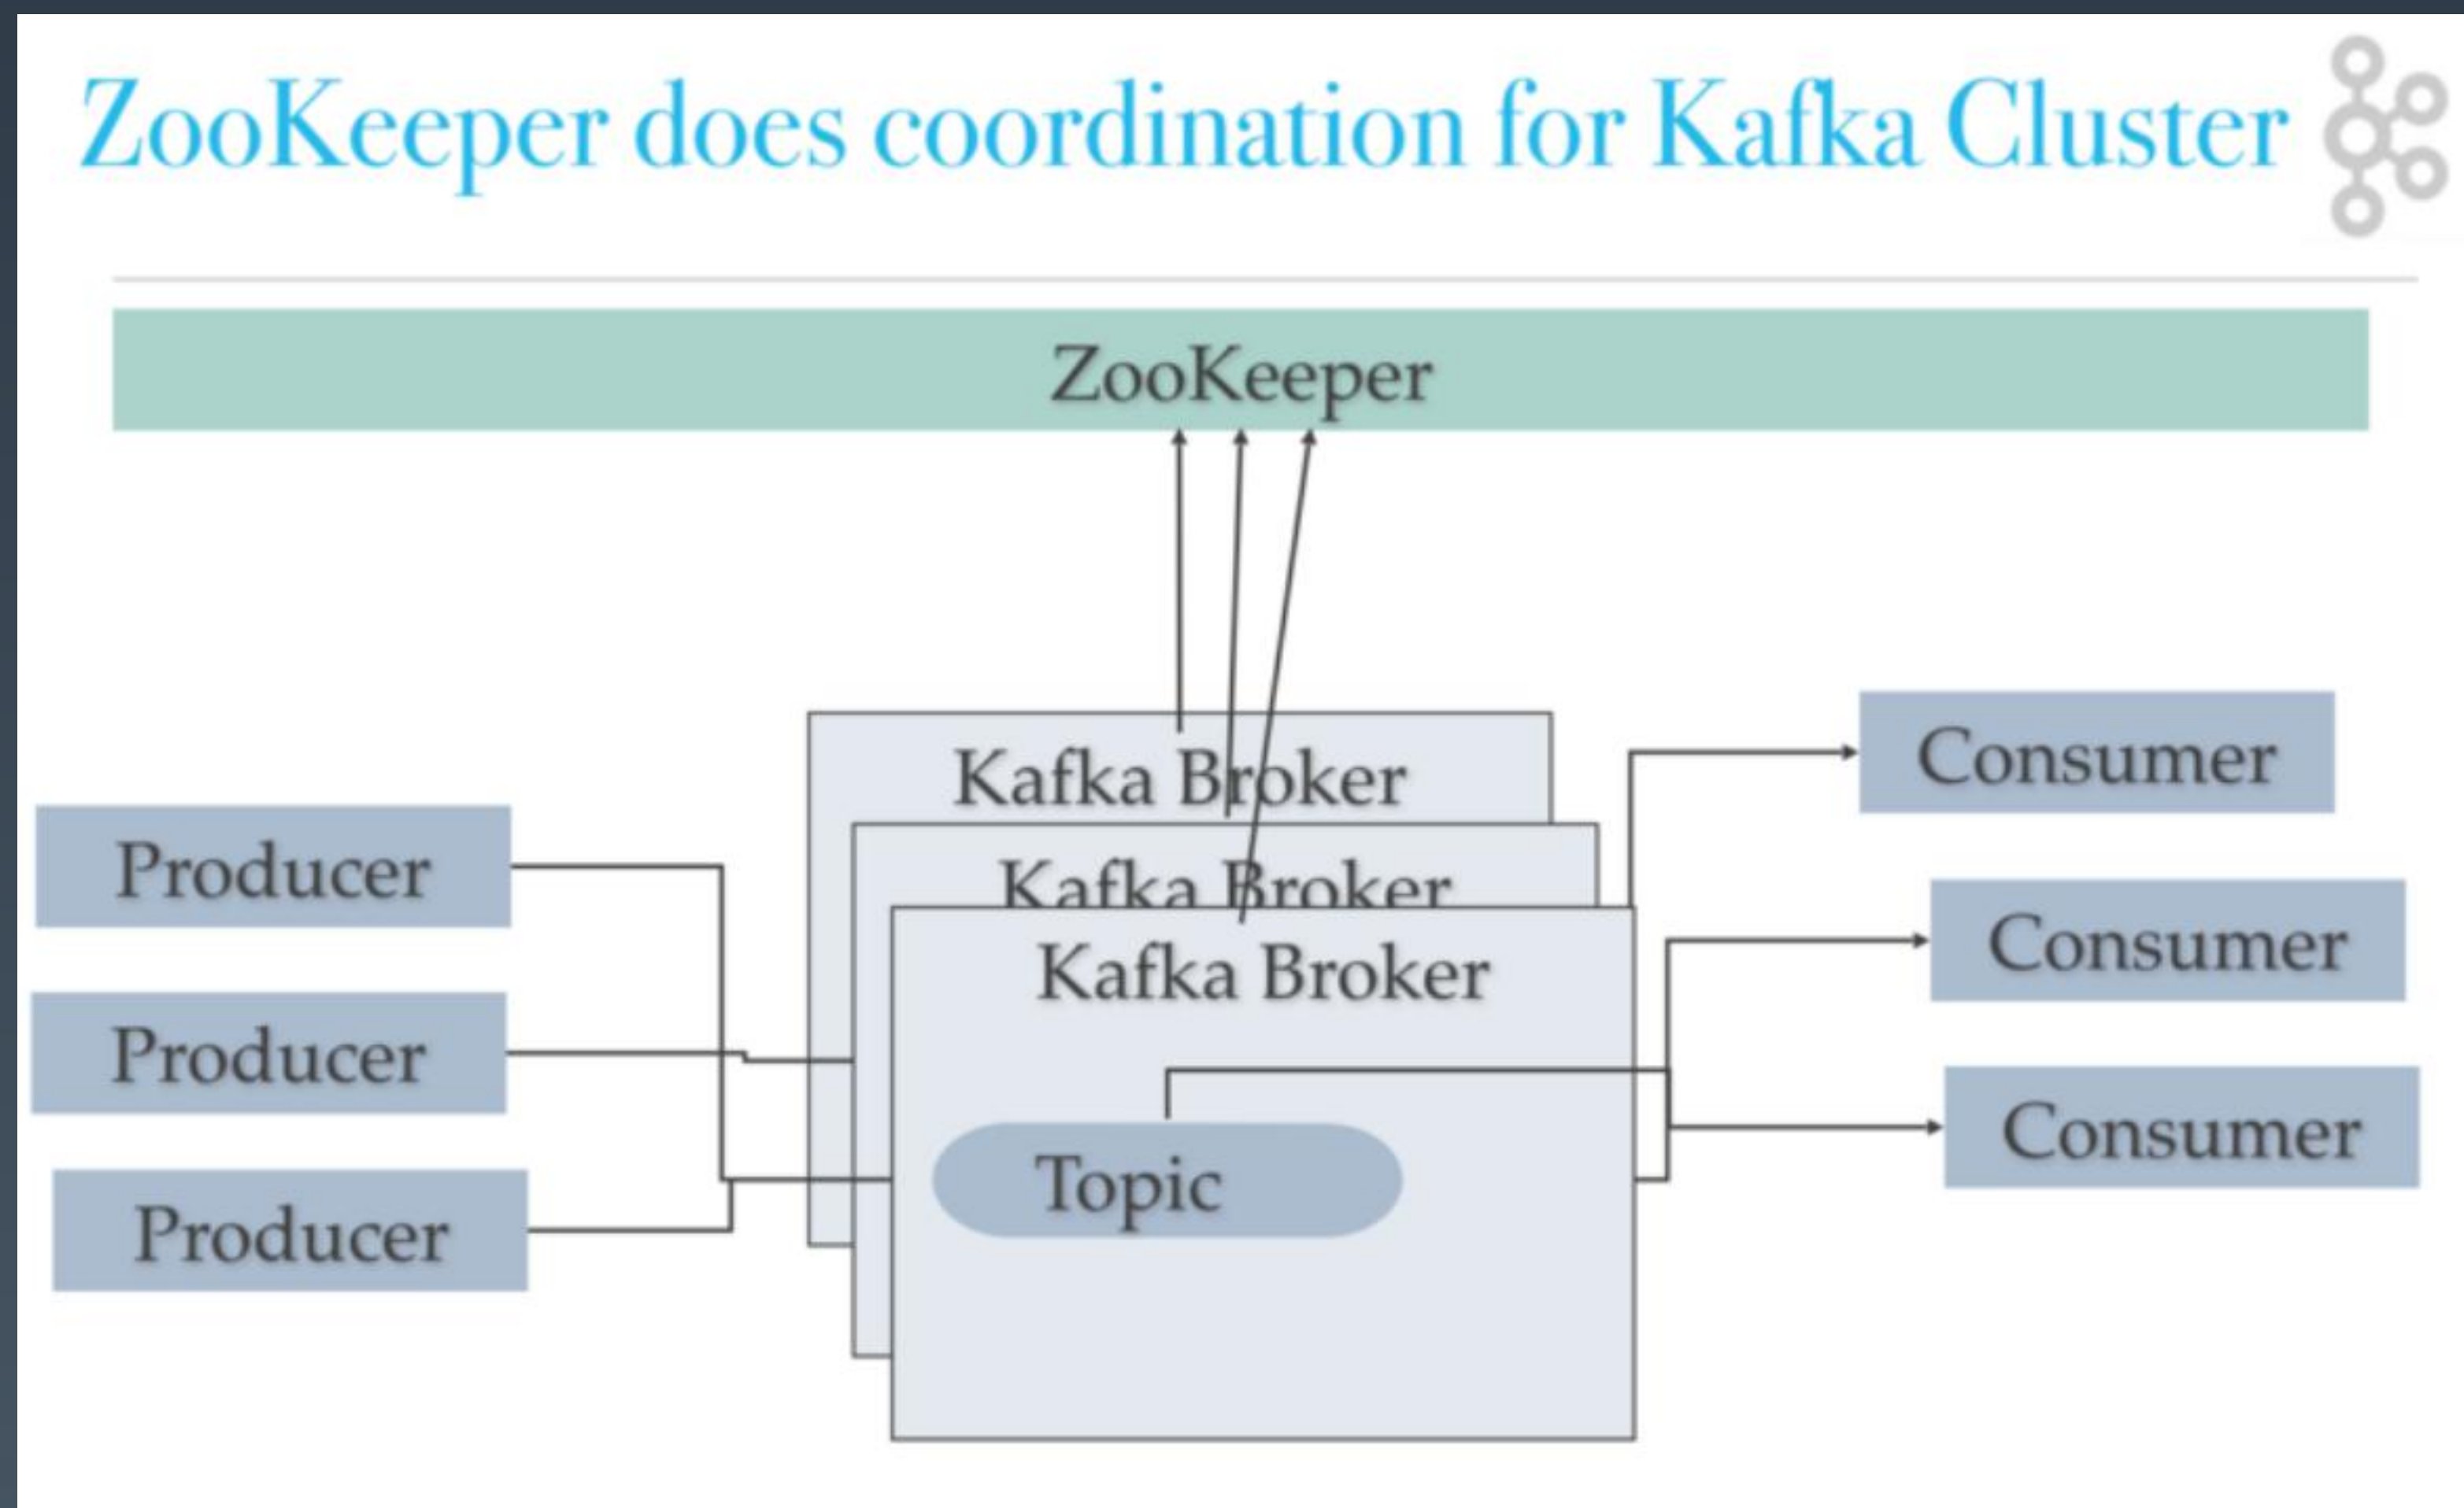 ZooKeeper does coordination for Kafka Cluster
ZooKeeper
Kafka Broker
Kafka Broker
Kafka Broker
Topic
Producer
Producer
Producer
Consumer
Consumer
Consumer